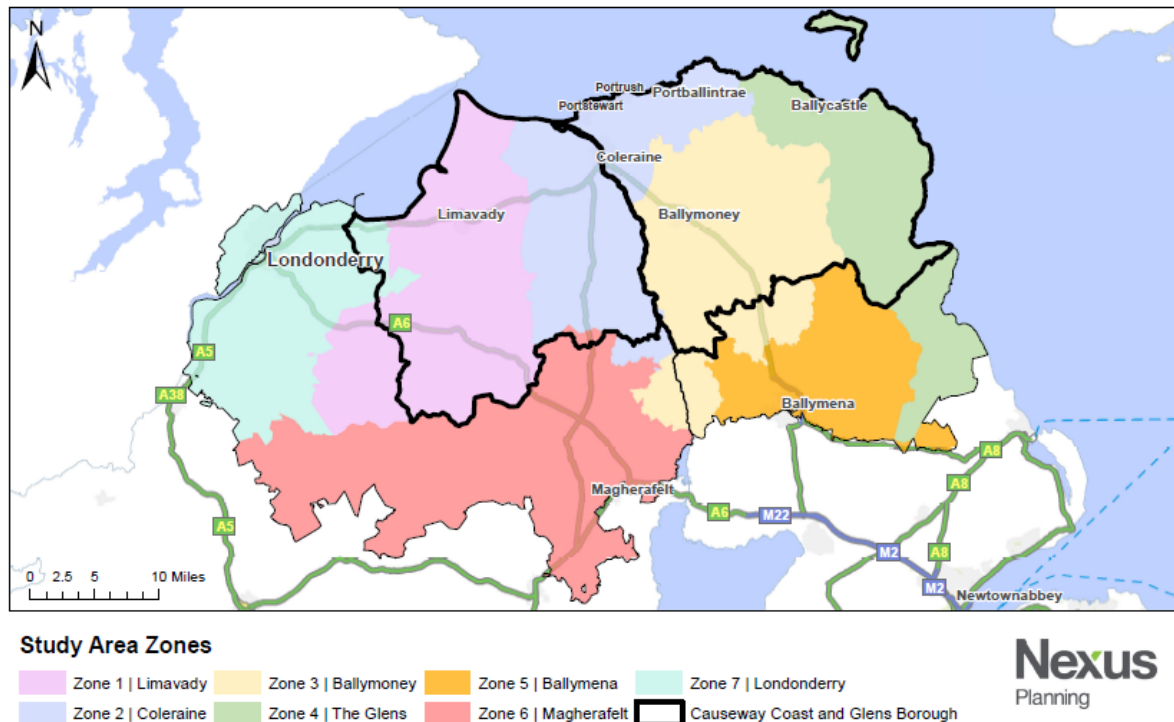 N
Portrush
Portballintrae
Portstewart
Ballycastle
Coleraine
Limavady
Ballymoney
Londonderry
A6
A5
A38
Ballymena
A8
Magherafelt
A6
M22
A8
A5
M2
A8
M2
Newtownabbey
0 2.5 5 10 Miles
Study Area Zones
Zone 1 | Limavady
Zone 3 | Ballymoney
Zone 5 | Ballymena
Zone 7 | Londonderry
Zone 2 | Coleraine
Zone 4 | The Glens
Zone 6 | Magherafelt
Causeway Coast and Glens Borough
Nexus
Planning